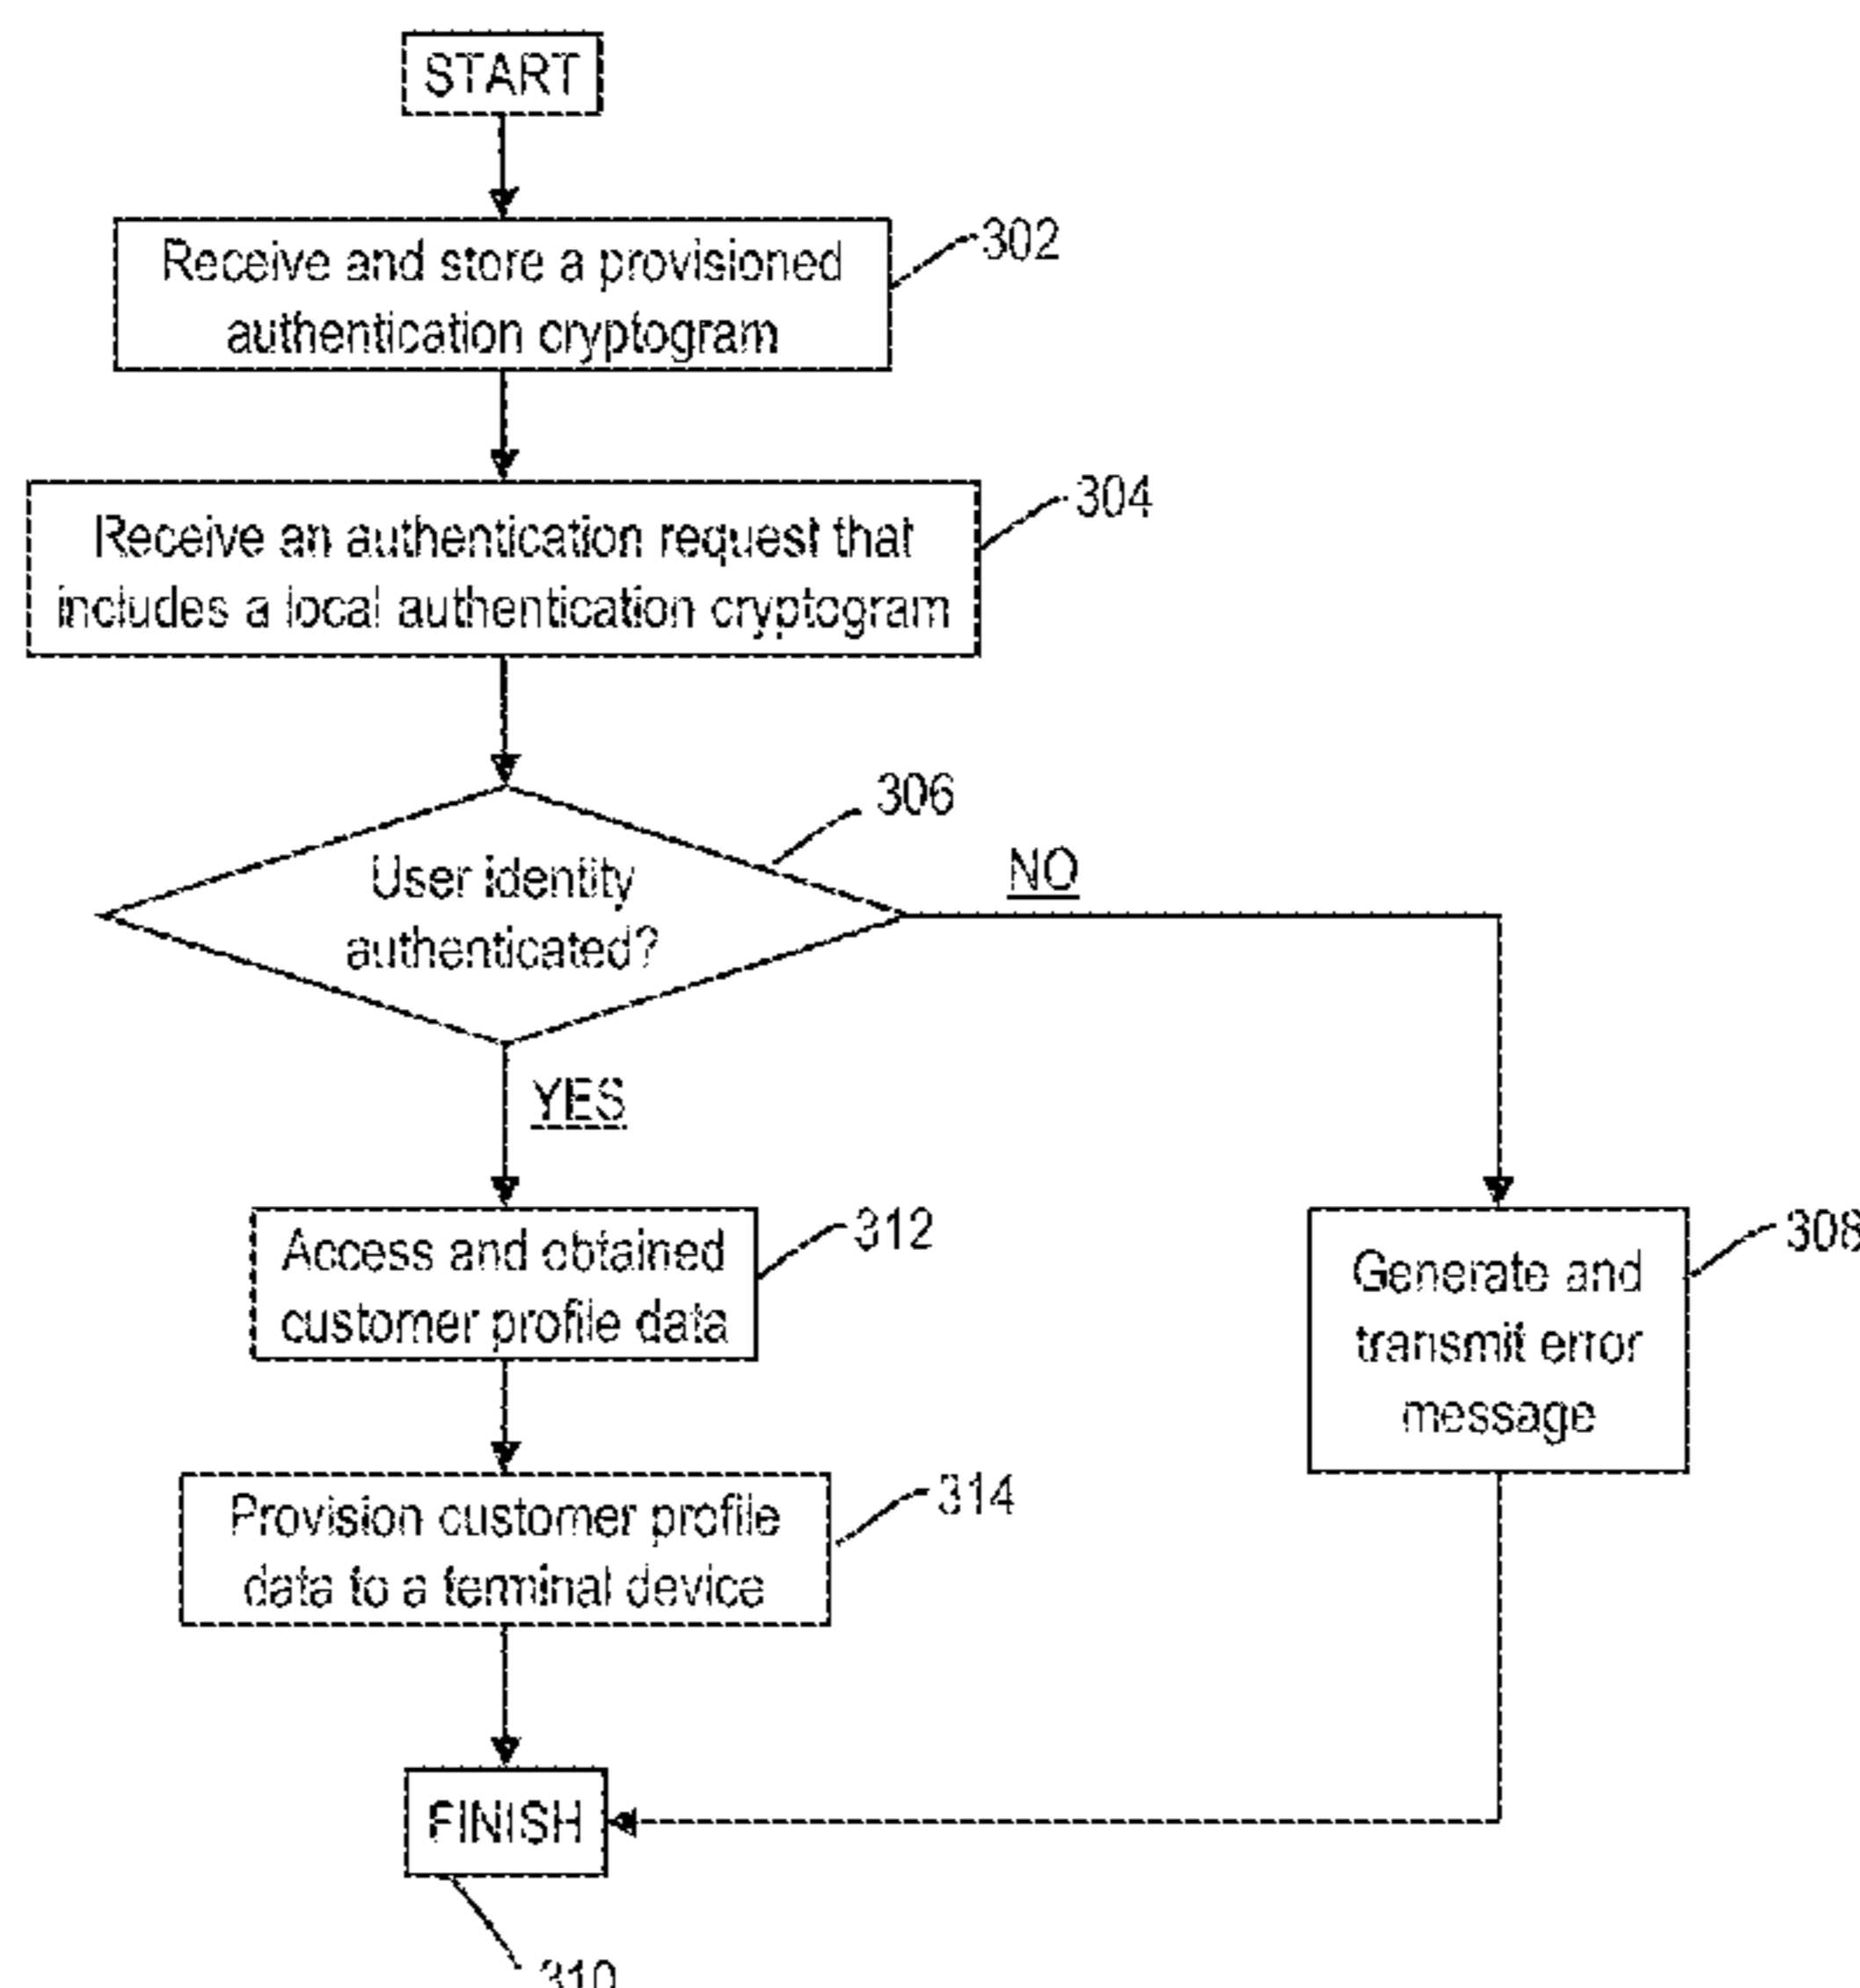 START
Receive and store a provisioned
authentication cryptogram
302
Receive an authentication request that
includes a local authentication cryptogram
304
306
User identity
authenticated?
NO
YES
312
Access and obtained
customer profile data
308
Generate and
transmit error
message
314
Provision customer profile
data to a terminal device
FINISH
310